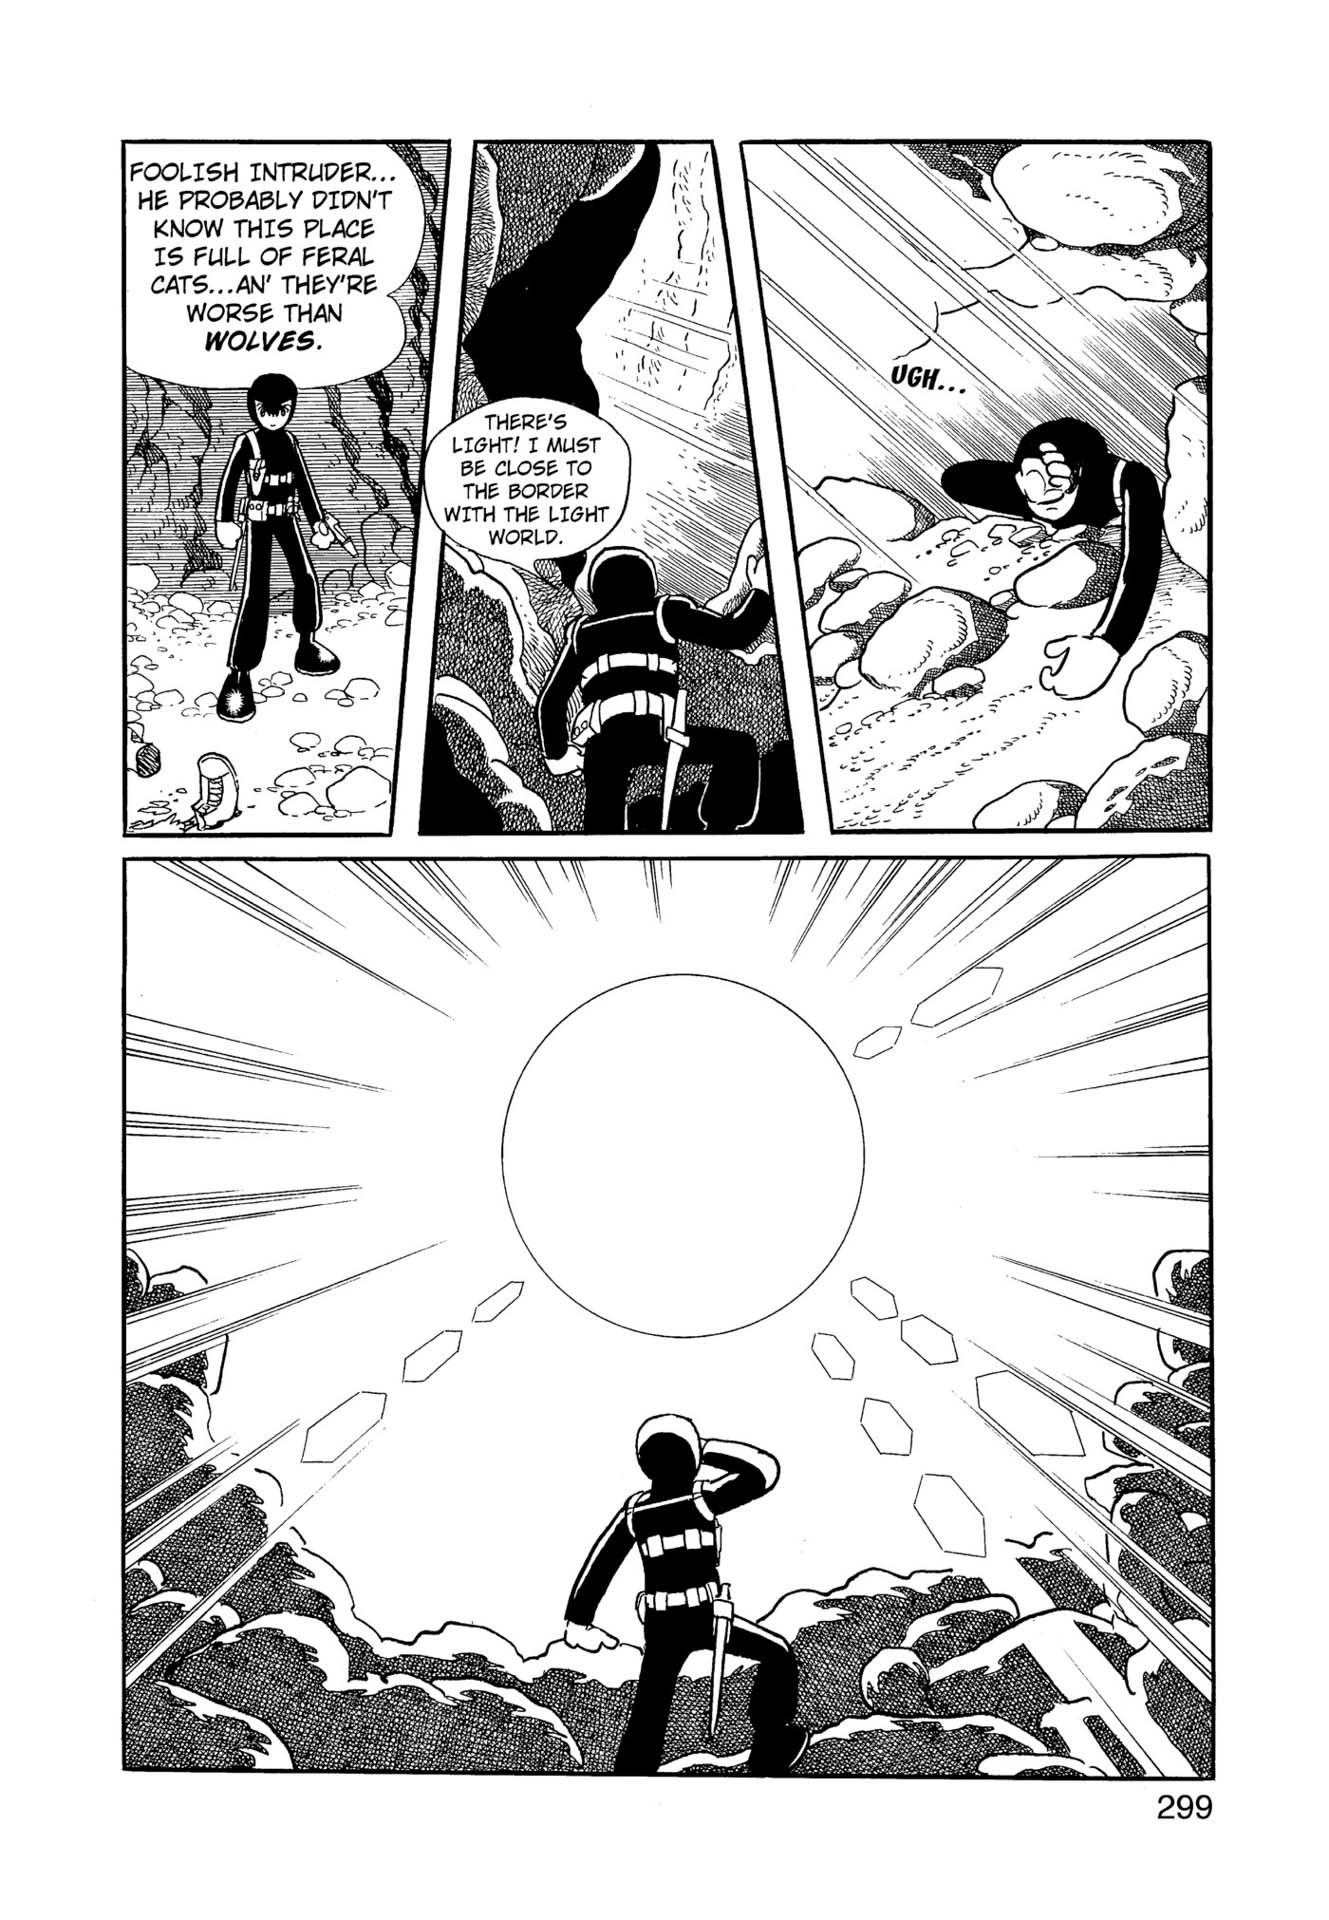 FOOLISH INTRUDER...
HE PROBABLY DIDN'T
KNOW THIS PLACE
IS FULL OF FERAL
CATS...AN' THEY'RE
WORSE THAN
WOLVES.
THERE'S
LIGHT! I MUST
BE CLOSE TO
THE BORDER
WITH THE LIGHT
WORLD.
UGH...
299